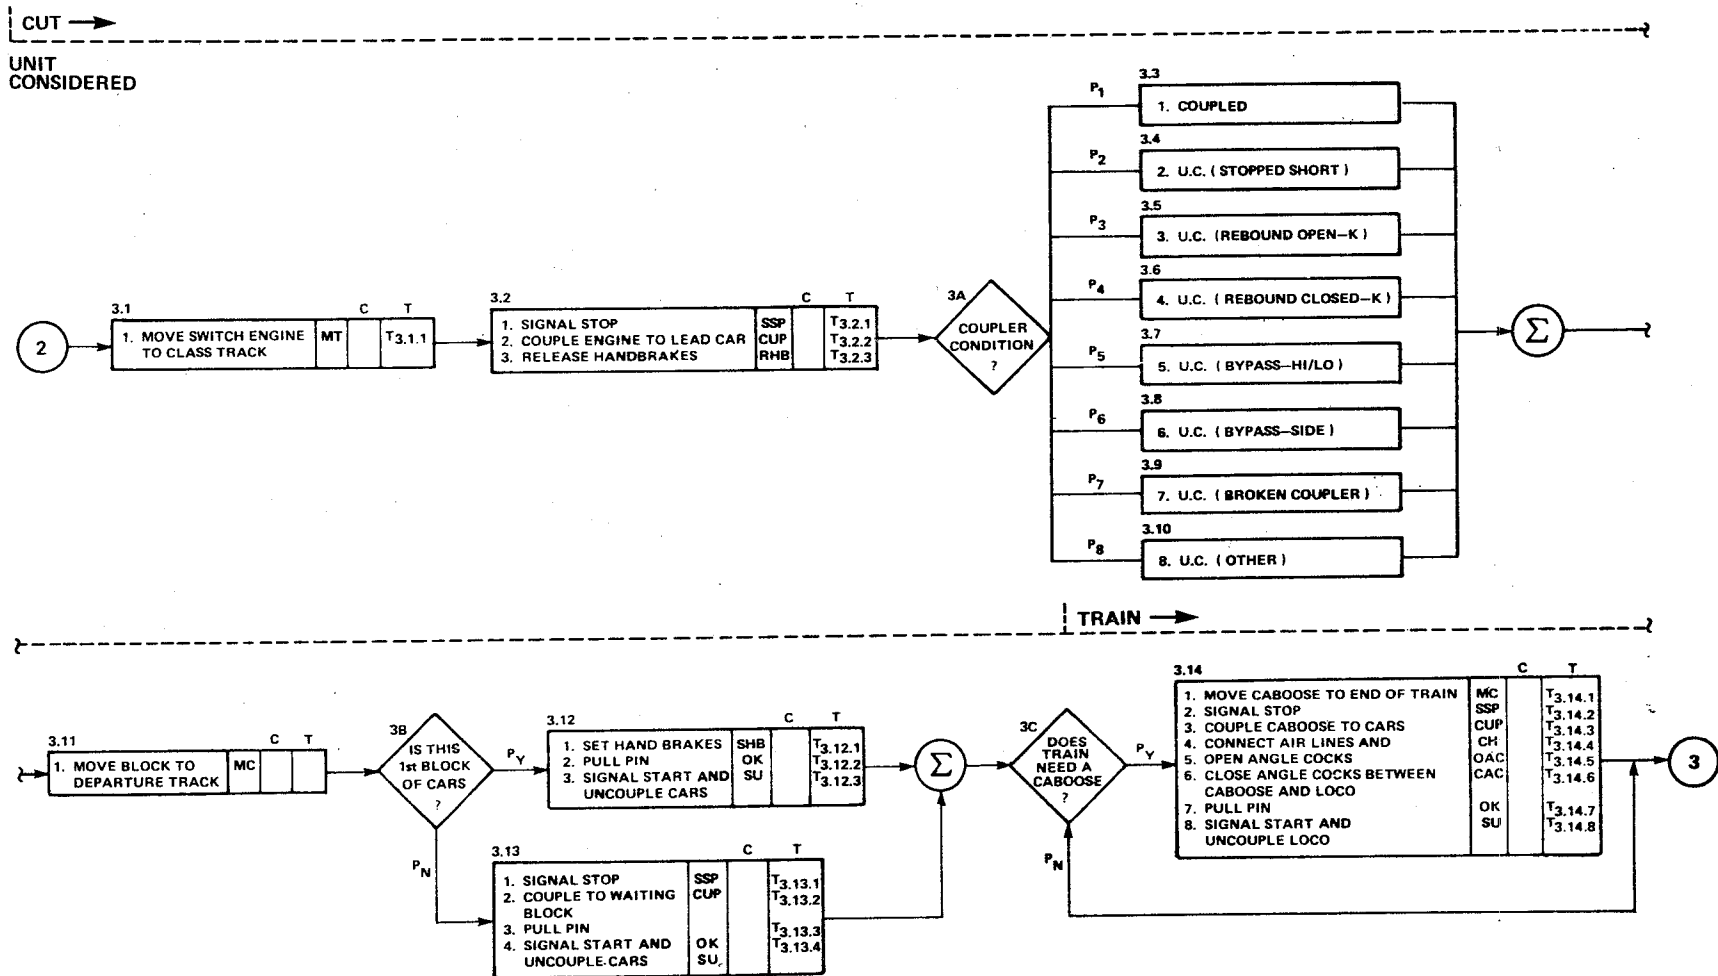 CUT
UNIT
CONSIDERED
3.3
P1
1. COUPLED
3.4
P2
2. U.C. (STOPPED SHORT)
3.5
P3
3. U.C. (REBOUND OPEN–K)
3.6
P4
4. U.C. (REBOUND CLOSED–K)
3.7
P5
5. U.C. (BYPASS–HI/LO)
3.8
P6
6. U.C. (BYPASS–SIDE)
3.9
P7
7. U.C. (BROKEN COUPLER)
3.10
P8
8. U.C. (OTHER)
2
3.1 C T
1. MOVE SWITCH ENGINE MT T3.1.1
TO CLASS TRACK
3.2 C T
1. SIGNAL STOP SSP T3.2.1
2. COUPLE ENGINE TO LEAD CAR CUP T3.2.2
3. RELEASE HANDBRAKES RHB T3.2.3
3A
COUPLER
CONDITION
?
Σ
TRAIN
3.11 C T
1. MOVE BLOCK TO MC
DEPARTURE TRACK
3B
IS THIS
1st BLOCK
OF CARS
?
PY
PN
3.12 C T
1. SET HAND BRAKES SHB T3.12.1
2. PULL PIN OK T3.12.2
3. SIGNAL START AND SU T3.12.3
UNCOUPLE CARS
3.13 C T
1. SIGNAL STOP SSP T3.13.1
2. COUPLE TO WAITING CUP T3.13.2
BLOCK
3. PULL PIN T3.13.3
4. SIGNAL START AND OK T3.13.4
UNCOUPLE CARS SU
Σ
3C
DOES
TRAIN
NEED A
CABOOSE
?
PY
PN
3.14 C T
1. MOVE CABOOSE TO END OF TRAIN MC T3.14.1
2. SIGNAL STOP SSP T3.14.2
3. COUPLE CABOOSE TO CARS CUP T3.14.3
4. CONNECT AIR LINES AND CH T3.14.4
5. OPEN ANGLE COCKS OAC T3.14.5
6. CLOSE ANGLE COCKS BETWEEN CAC T3.14.6
CABOOSE AND LOCO
7. PULL PIN OK T3.14.7
8. SIGNAL START AND SU T3.14.8
UNCOUPLE LOCO
3